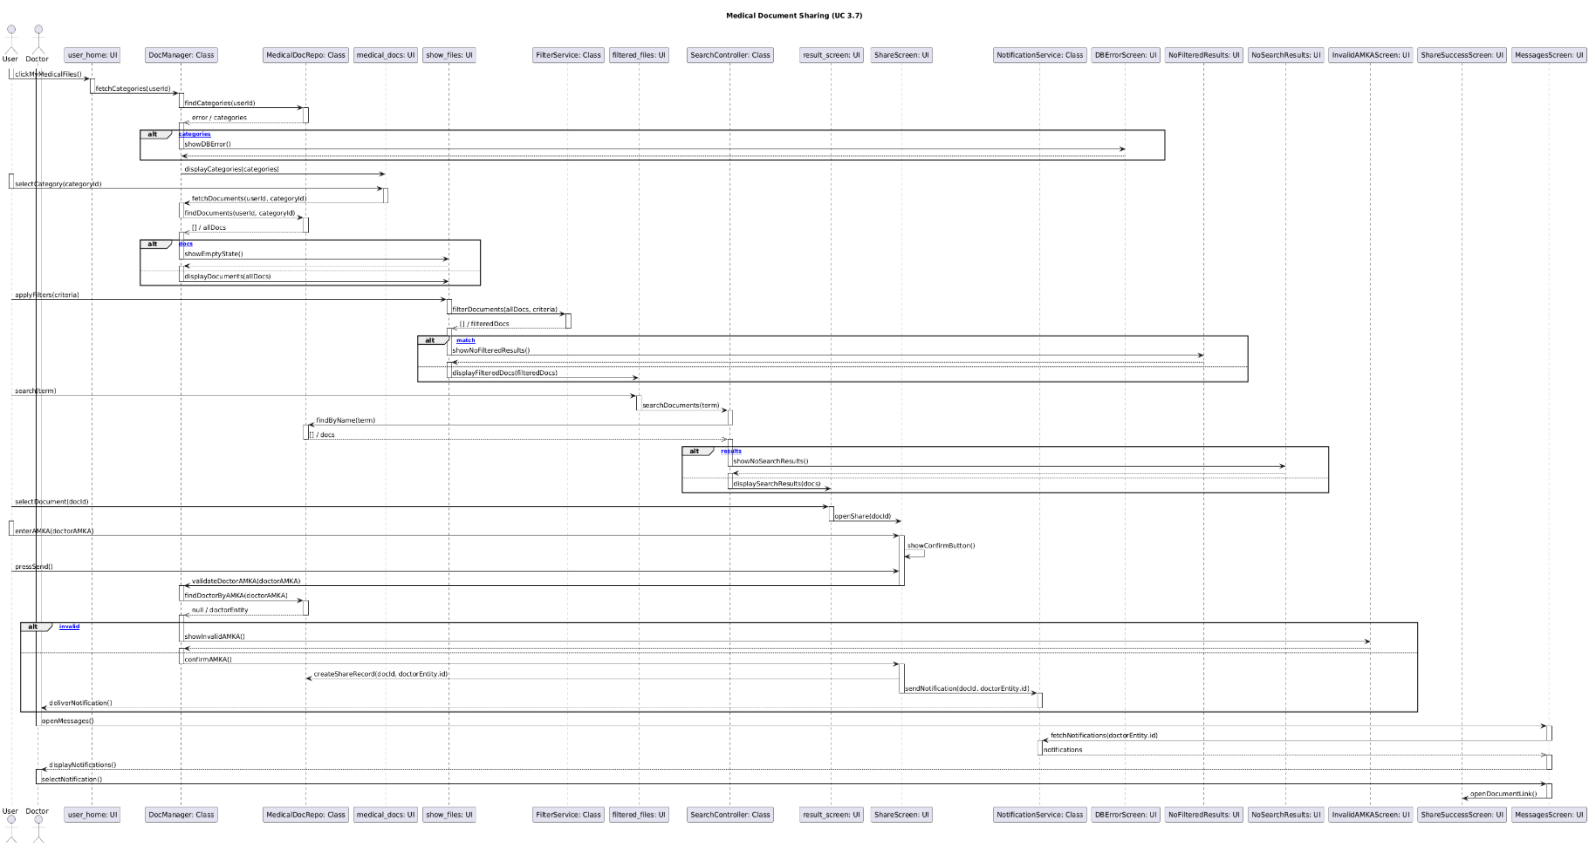 Medical Document Sharing (UC 3.7)
User
Doctor
user_home: UI
DocManager: Class
MedicalDocRepo: Class
medical_docs: UI
show_files: UI
FilterService: Class
filtered_files: UI
SearchController: Class
result_screen: UI
ShareScreen: UI
NotificationService: Class
DBErrorScreen: UI
NoFilteredResults: UI
NoSearchResults: UI
InvalidAMKAScreen: UI
ShareSuccessScreen: UI
MessagesScreen: UI
clickMyMedicalFiles()
fetchCategories(userId)
findCategories(userId)
error / categories
alt
categories
showDBError()
displayCategories(categories)
selectCategory(categoryId)
fetchDocuments(userId, categoryId)
findDocuments(userId, categoryId)
[] / allDocs
alt
docs
showEmptyState()
displayDocuments(allDocs)
applyFilters(criteria)
filterDocuments(allDocs, criteria)
[] / filteredDocs
alt
match
showNoFilteredResults()
displayFilteredDocs(filteredDocs)
search(term)
searchDocuments(term)
findByName(term)
[] / docs
alt
results
showNoSearchResults()
displaySearchResults(docs)
selectDocument(docId)
openShare(docId)
enterAMKA(doctorAMKA)
showConfirmButton()
pressSend()
validateDoctorAMKA(doctorAMKA)
findDoctorByAMKA(doctorAMKA)
null / doctorEntity
alt
invalid
showInvalidAMKA()
confirmAMKA()
createShareRecord(docId, doctorEntity.id)
sendNotification(docId, doctorEntity.id)
deliverNotification()
openMessages()
fetchNotifications(doctorEntity.id)
notifications
displayNotifications()
selectNotification()
openDocumentLink()
User
Doctor
user_home: UI
DocManager: Class
MedicalDocRepo: Class
medical_docs: UI
show_files: UI
FilterService: Class
filtered_files: UI
SearchController: Class
result_screen: UI
ShareScreen: UI
NotificationService: Class
DBErrorScreen: UI
NoFilteredResults: UI
NoSearchResults: UI
InvalidAMKAScreen: UI
ShareSuccessScreen: UI
MessagesScreen: UI